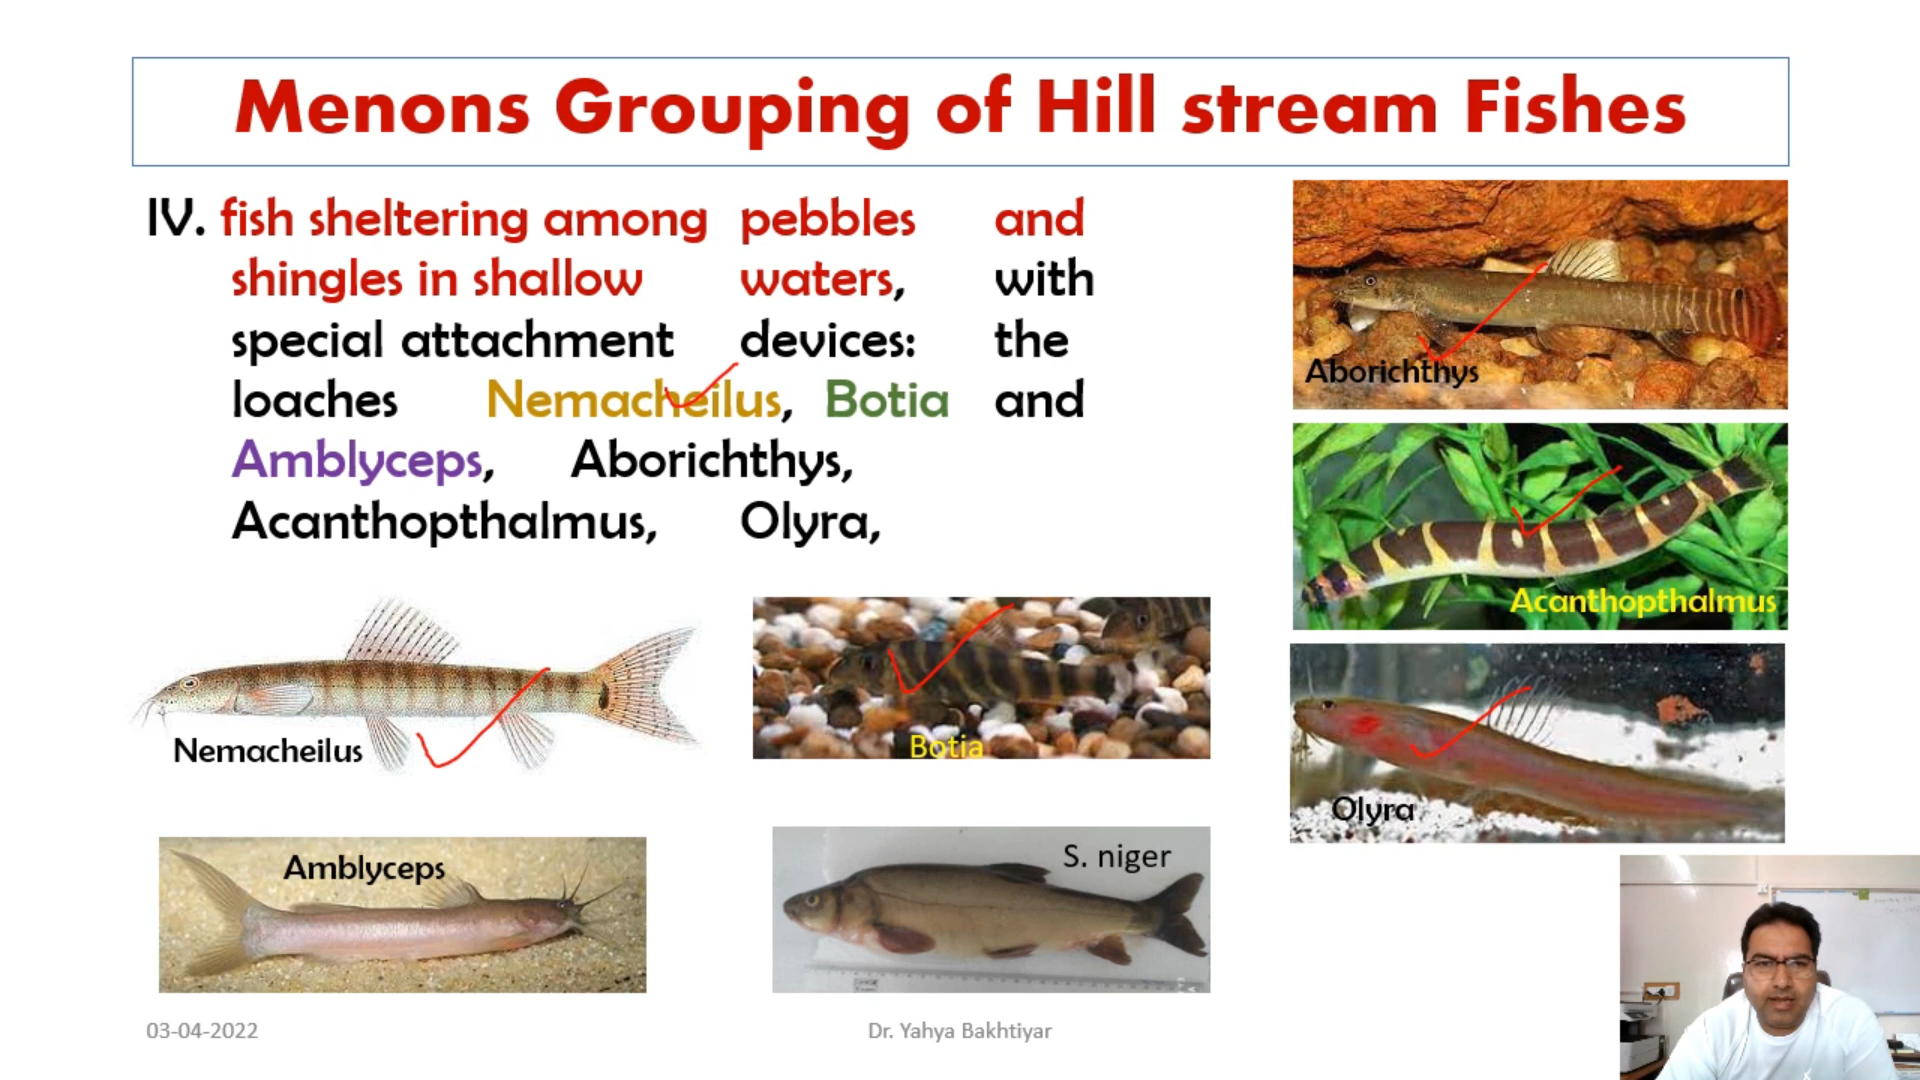 Menons Grouping of Hill stream Fishes
IV. fish sheltering among pebbles and
shingles in shallow waters, with
special attachment devices: the
loaches Nemacheilus, Botia and
Amblyceps, Aborichthys,
Acanthopthalmus, Olyra,
Aborichthys
Acanthopthalmus
Olyra
Nemacheilus
Botia
Amblyceps
S. niger
03-04-2022
Dr. Yahya Bakhtiyar